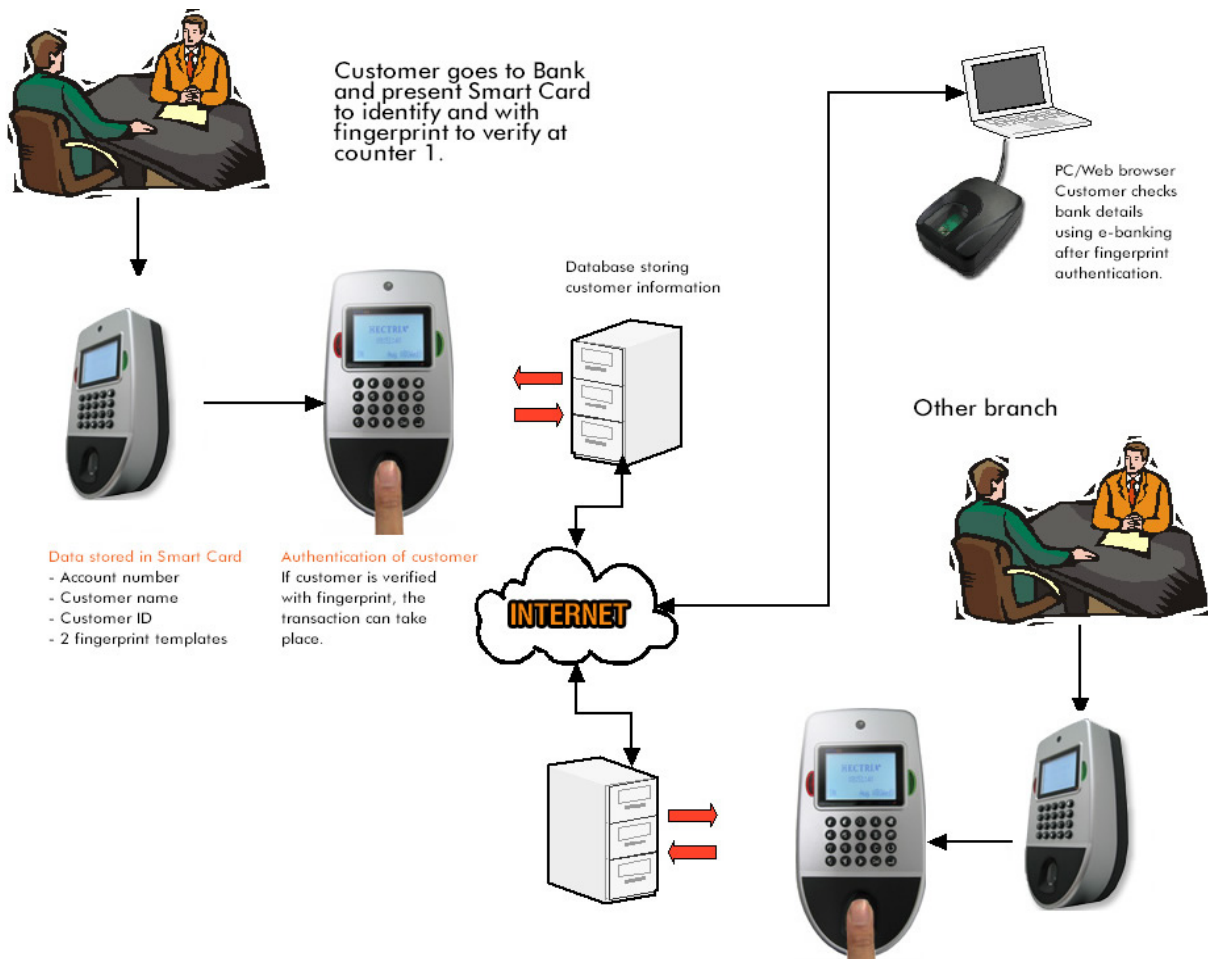 Customer goes to Bank
and present Smart Card
to identify and with
fingerprint to verify at
counter 1.
PC/Web browser
Customer checks
bank details
using e-banking
after fingerprint
authentication.
Database storing
customer information
HECTRIX
Other branch
Data stored in Smart Card
- Account number
- Customer name
- Customer ID
- 2 fingerprint templates
Authentication of customer
If customer is verified
with fingerprint, the
transaction can take
place.
INTERNET
HECTRIX